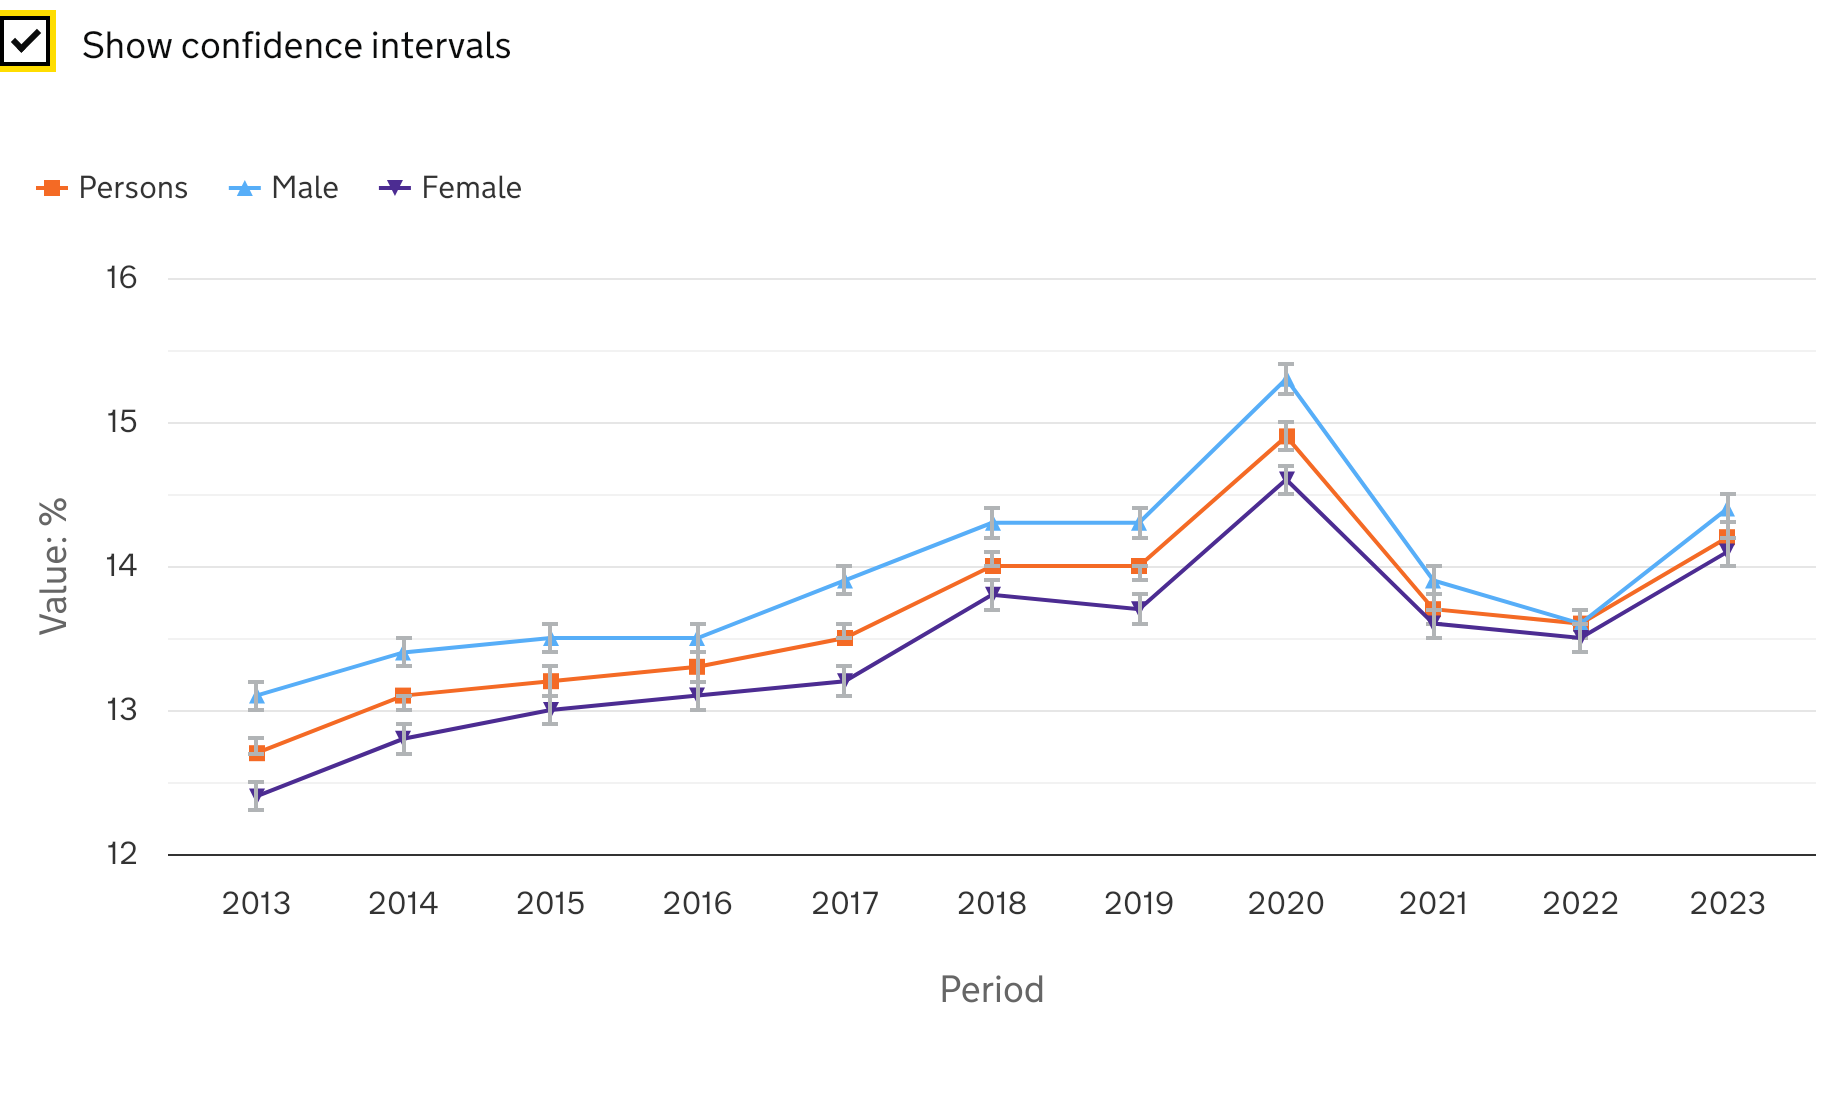 Show confidence intervals
Persons Male Female
16
15
14
13
12
Value: %
2013 2014 2015 2016 2017 2018 2019 2020 2021 2022 2023
Period